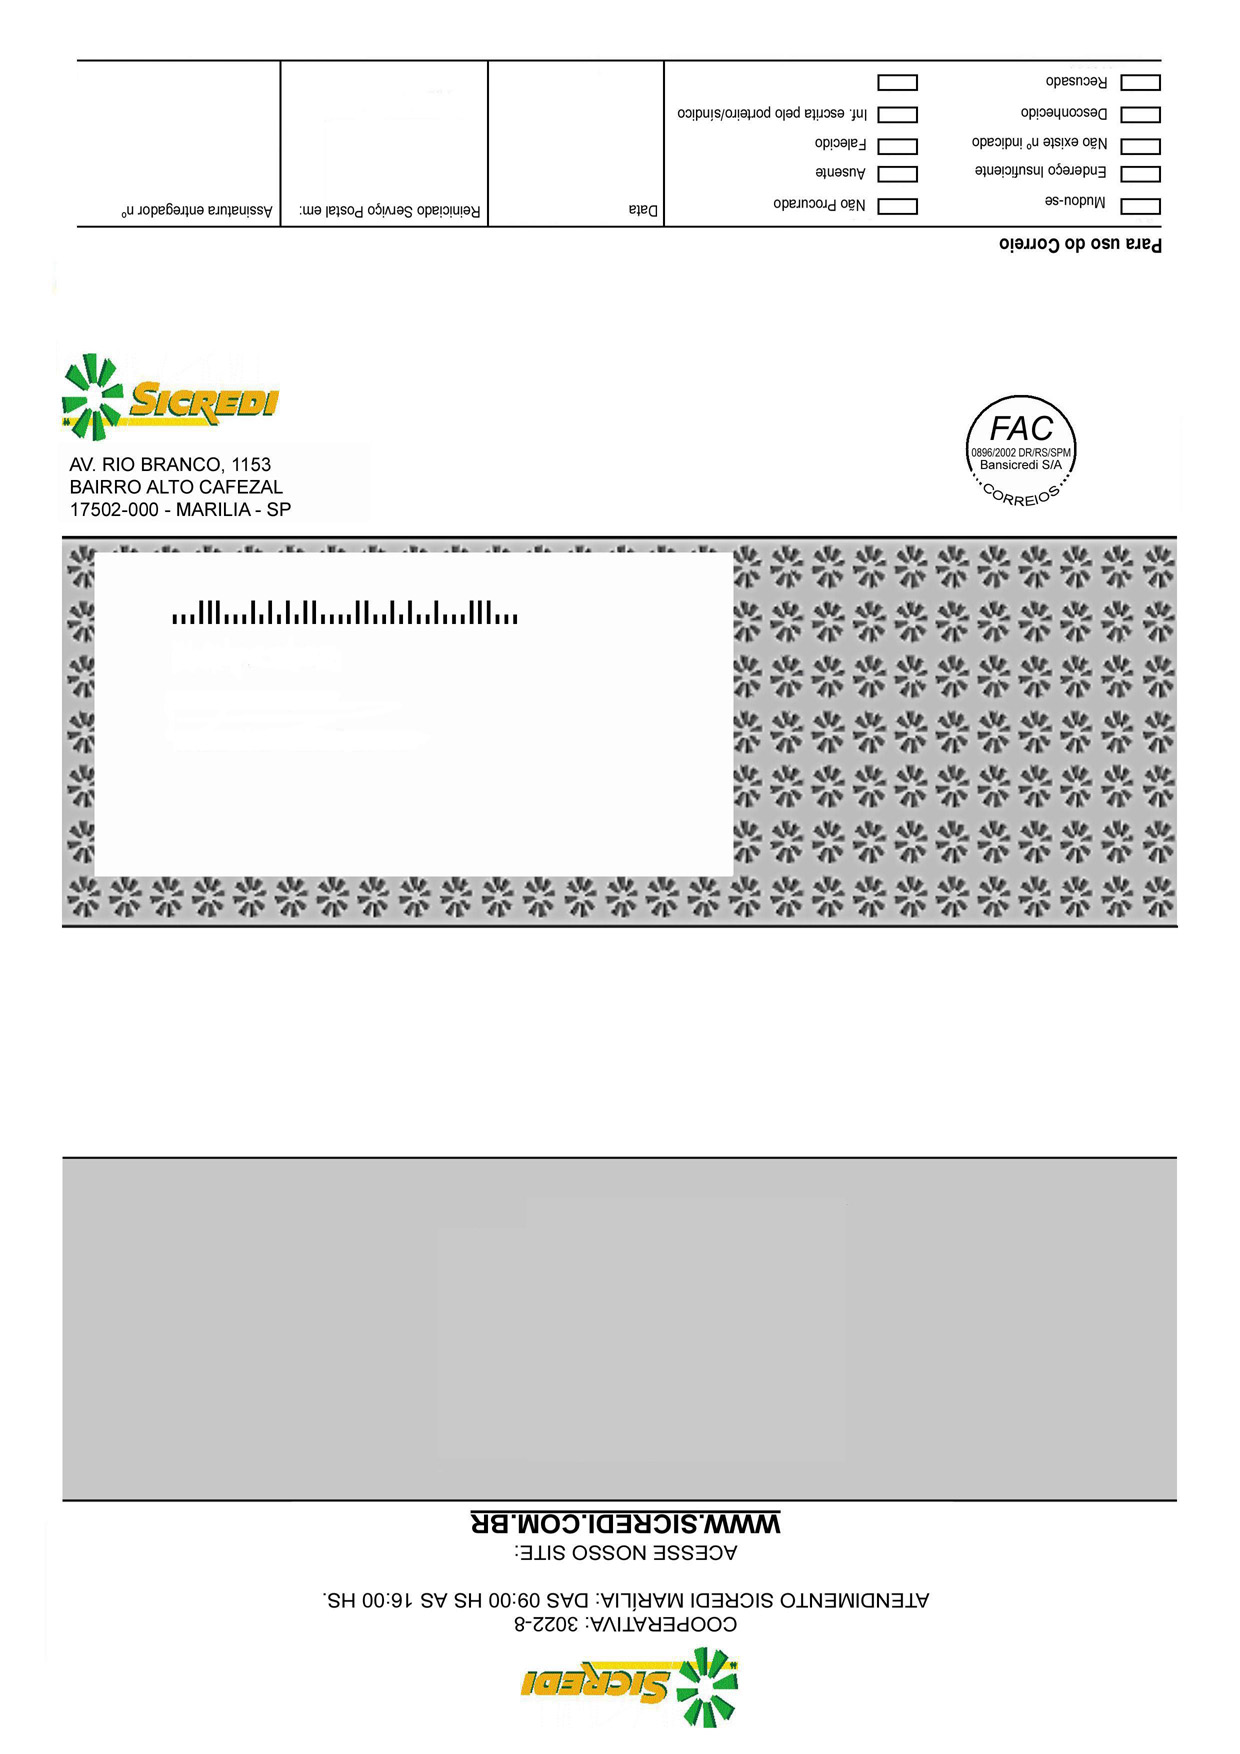 Para uso do Correio
Mudou-se
Endereço Insuficiente
Não existe nº indicado
Desconhecido
Recusado
Não Procurado
Ausente
Falecido
Inf. escrita pelo porteiro/síndico
Data
Reiniciado Serviço Postal em:
Assinatura entregador nº
SICREDI
AV. RIO BRANCO, 1153
BAIRRO ALTO CAFEZAL
17502-000 - MARILIA - SP
FAC
0896/2002 DR/RS/SPM
Bansicredi S/A
...CORREIOS...
SICREDI
COOPERATIVA: 3022-8
ATENDIMENTO SICREDI MARÍLIA: DAS 09:00 HS AS 16:00 HS.
ACESSE NOSSO SITE:
WWW.SICREDI.COM.BR